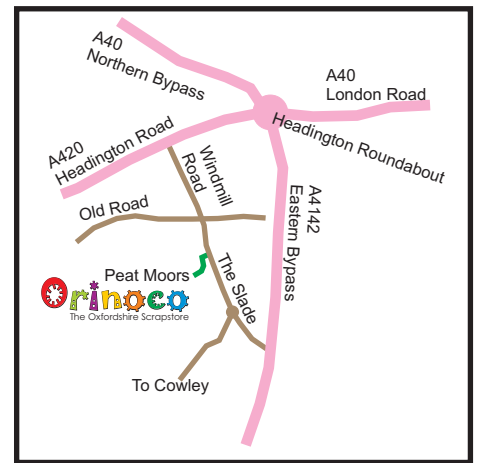 A40
Northern Bypass
A40
London Road
Headington Roundabout
A420
Headington Road
Windmill
Road
Old Road
A4142
Eastern Bypass
Peat Moors
The Slade
Orinoco
The Oxfordshire Scrapstore
To Cowley